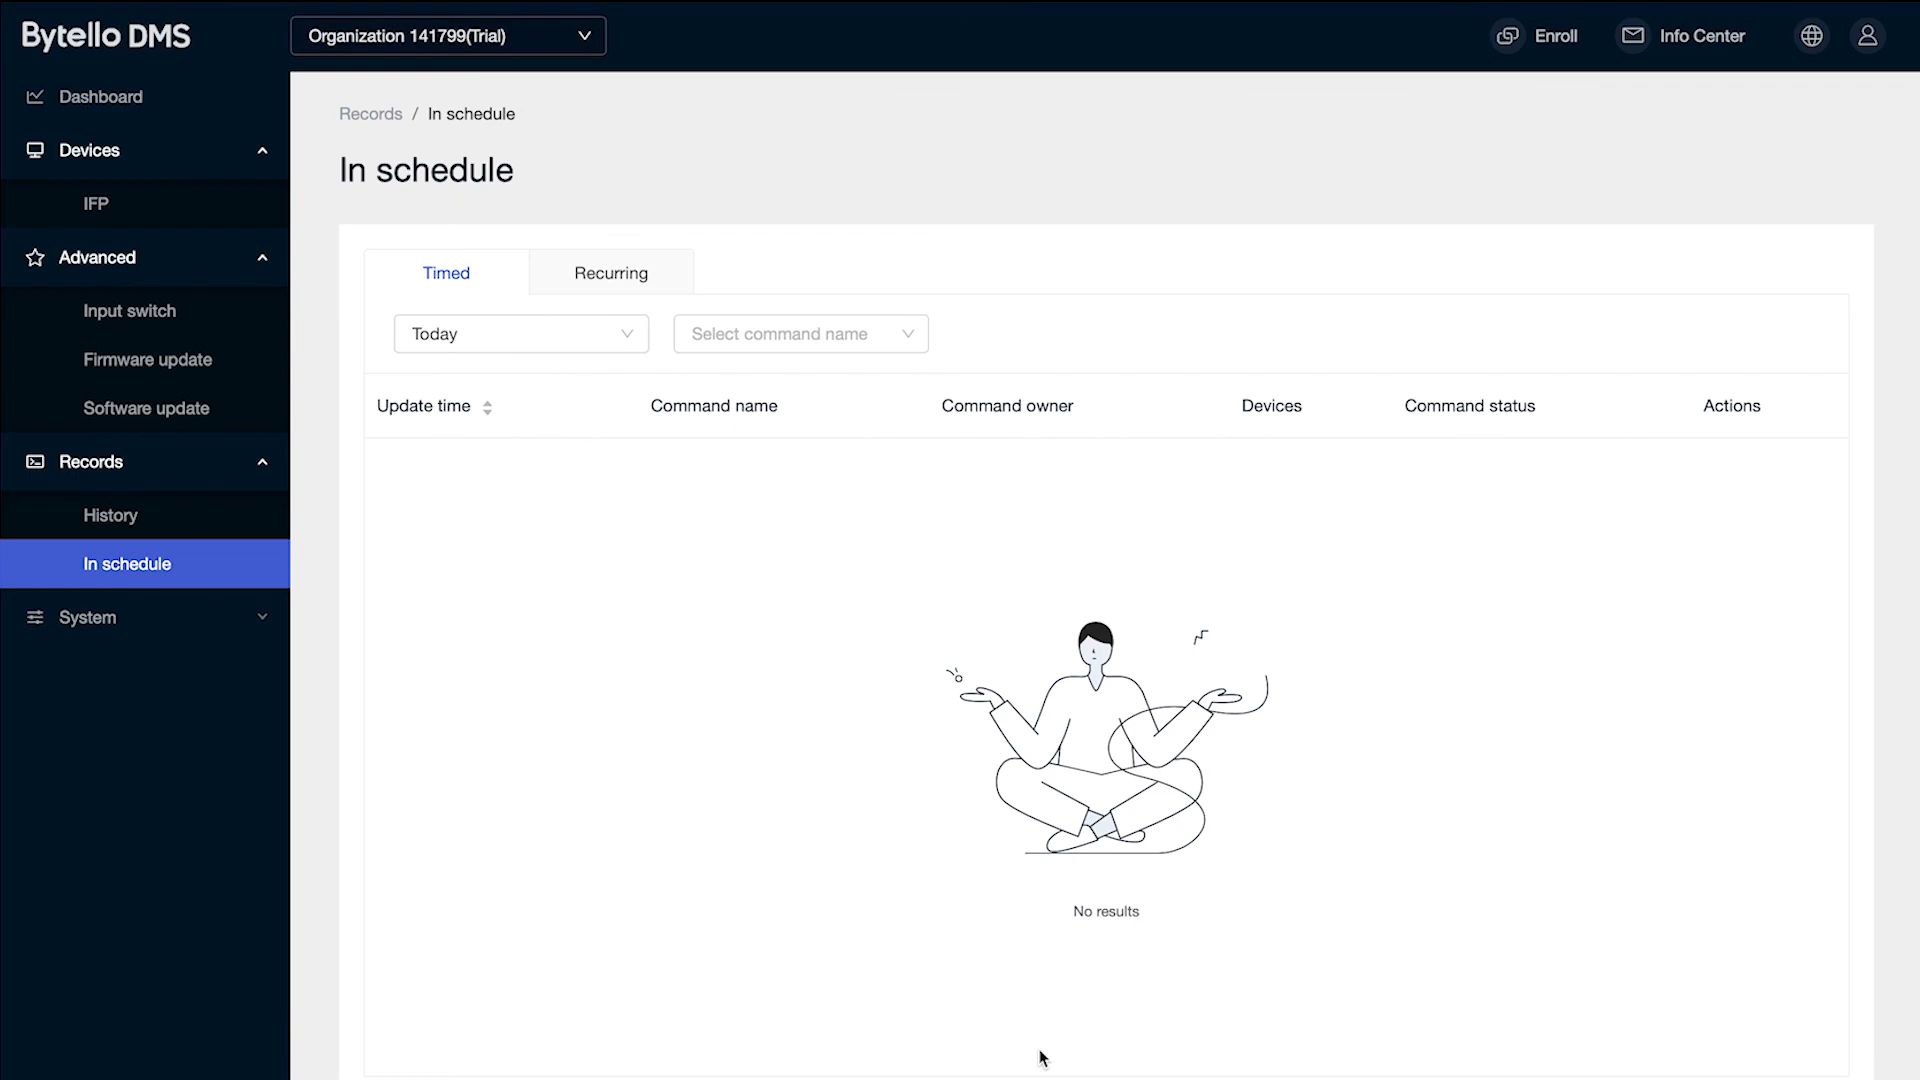 Bytello DMS
Organization 141799(Trial)
Enroll
Info Center
Dashboard
Devices
IFP
Advanced
Input switch
Firmware update
Software update
Records
History
In schedule
System
Records / In schedule
In schedule
Timed
Recurring
Today
Select command name
Update time
Command name
Command owner
Devices
Command status
Actions
No results